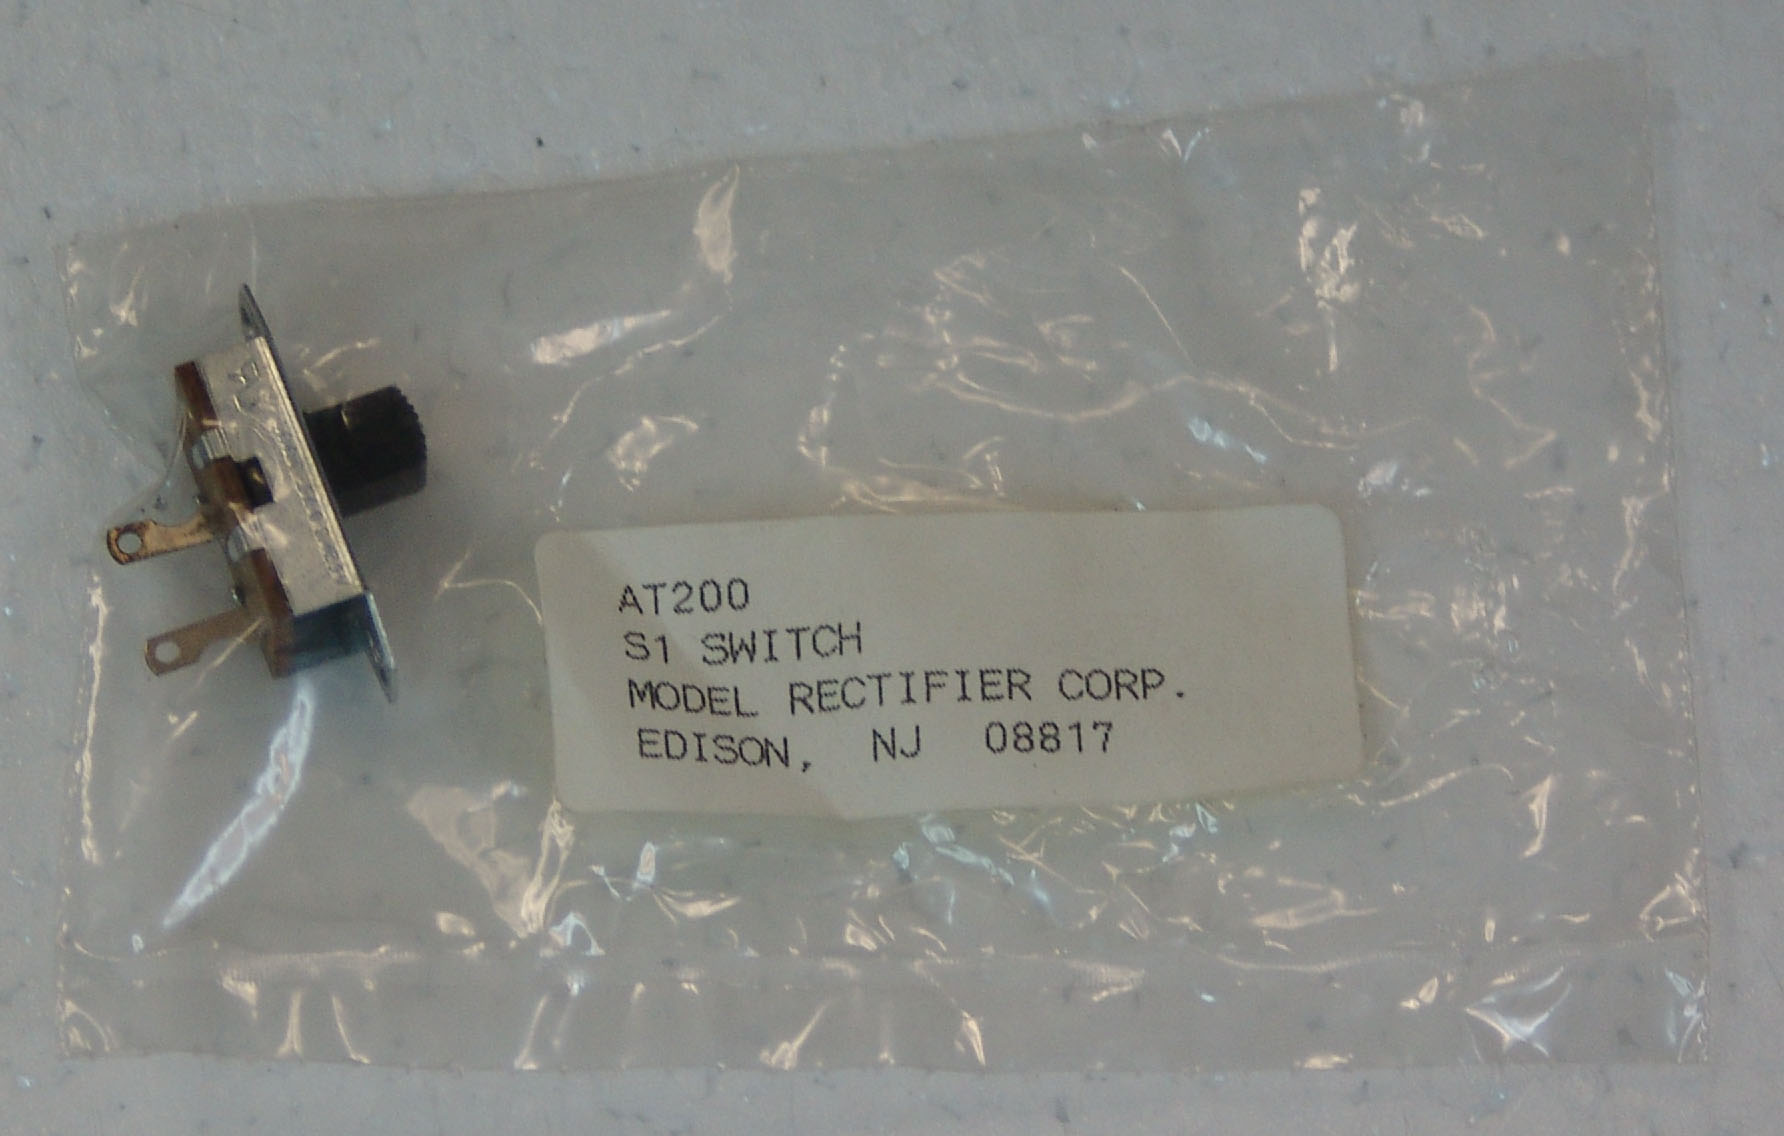 AT200
S1 SWITCH
MODEL RECTIFIER CORP.
EDISON, NJ 08817